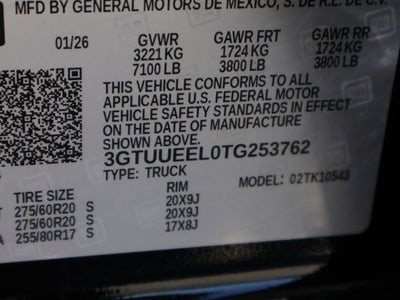 MFD BY GENERAL MOTORS DE MEXICO, S. DE R.L. DE C.V.
01/26 GVWR GAWR FRT GAWR RR
3221 KG 1724 KG 1724 KG
7100 LB 3800 LB 3800 LB
THIS VEHICLE CONFORMS TO ALL
APPLICABLE U.S. FEDERAL MOTOR
VEHICLE SAFETY STANDARDS IN EFFECT ON
THE DATE OF MANUFACTURE
SHOWN ABOVE.
3GTUUEEL0TG253762
TYPE: TRUCK MODEL: 02TK10543
TIRE SIZE RIM
275/60R20 S 20X9J
275/60R20 S 20X9J
255/80R17 S 17X8J